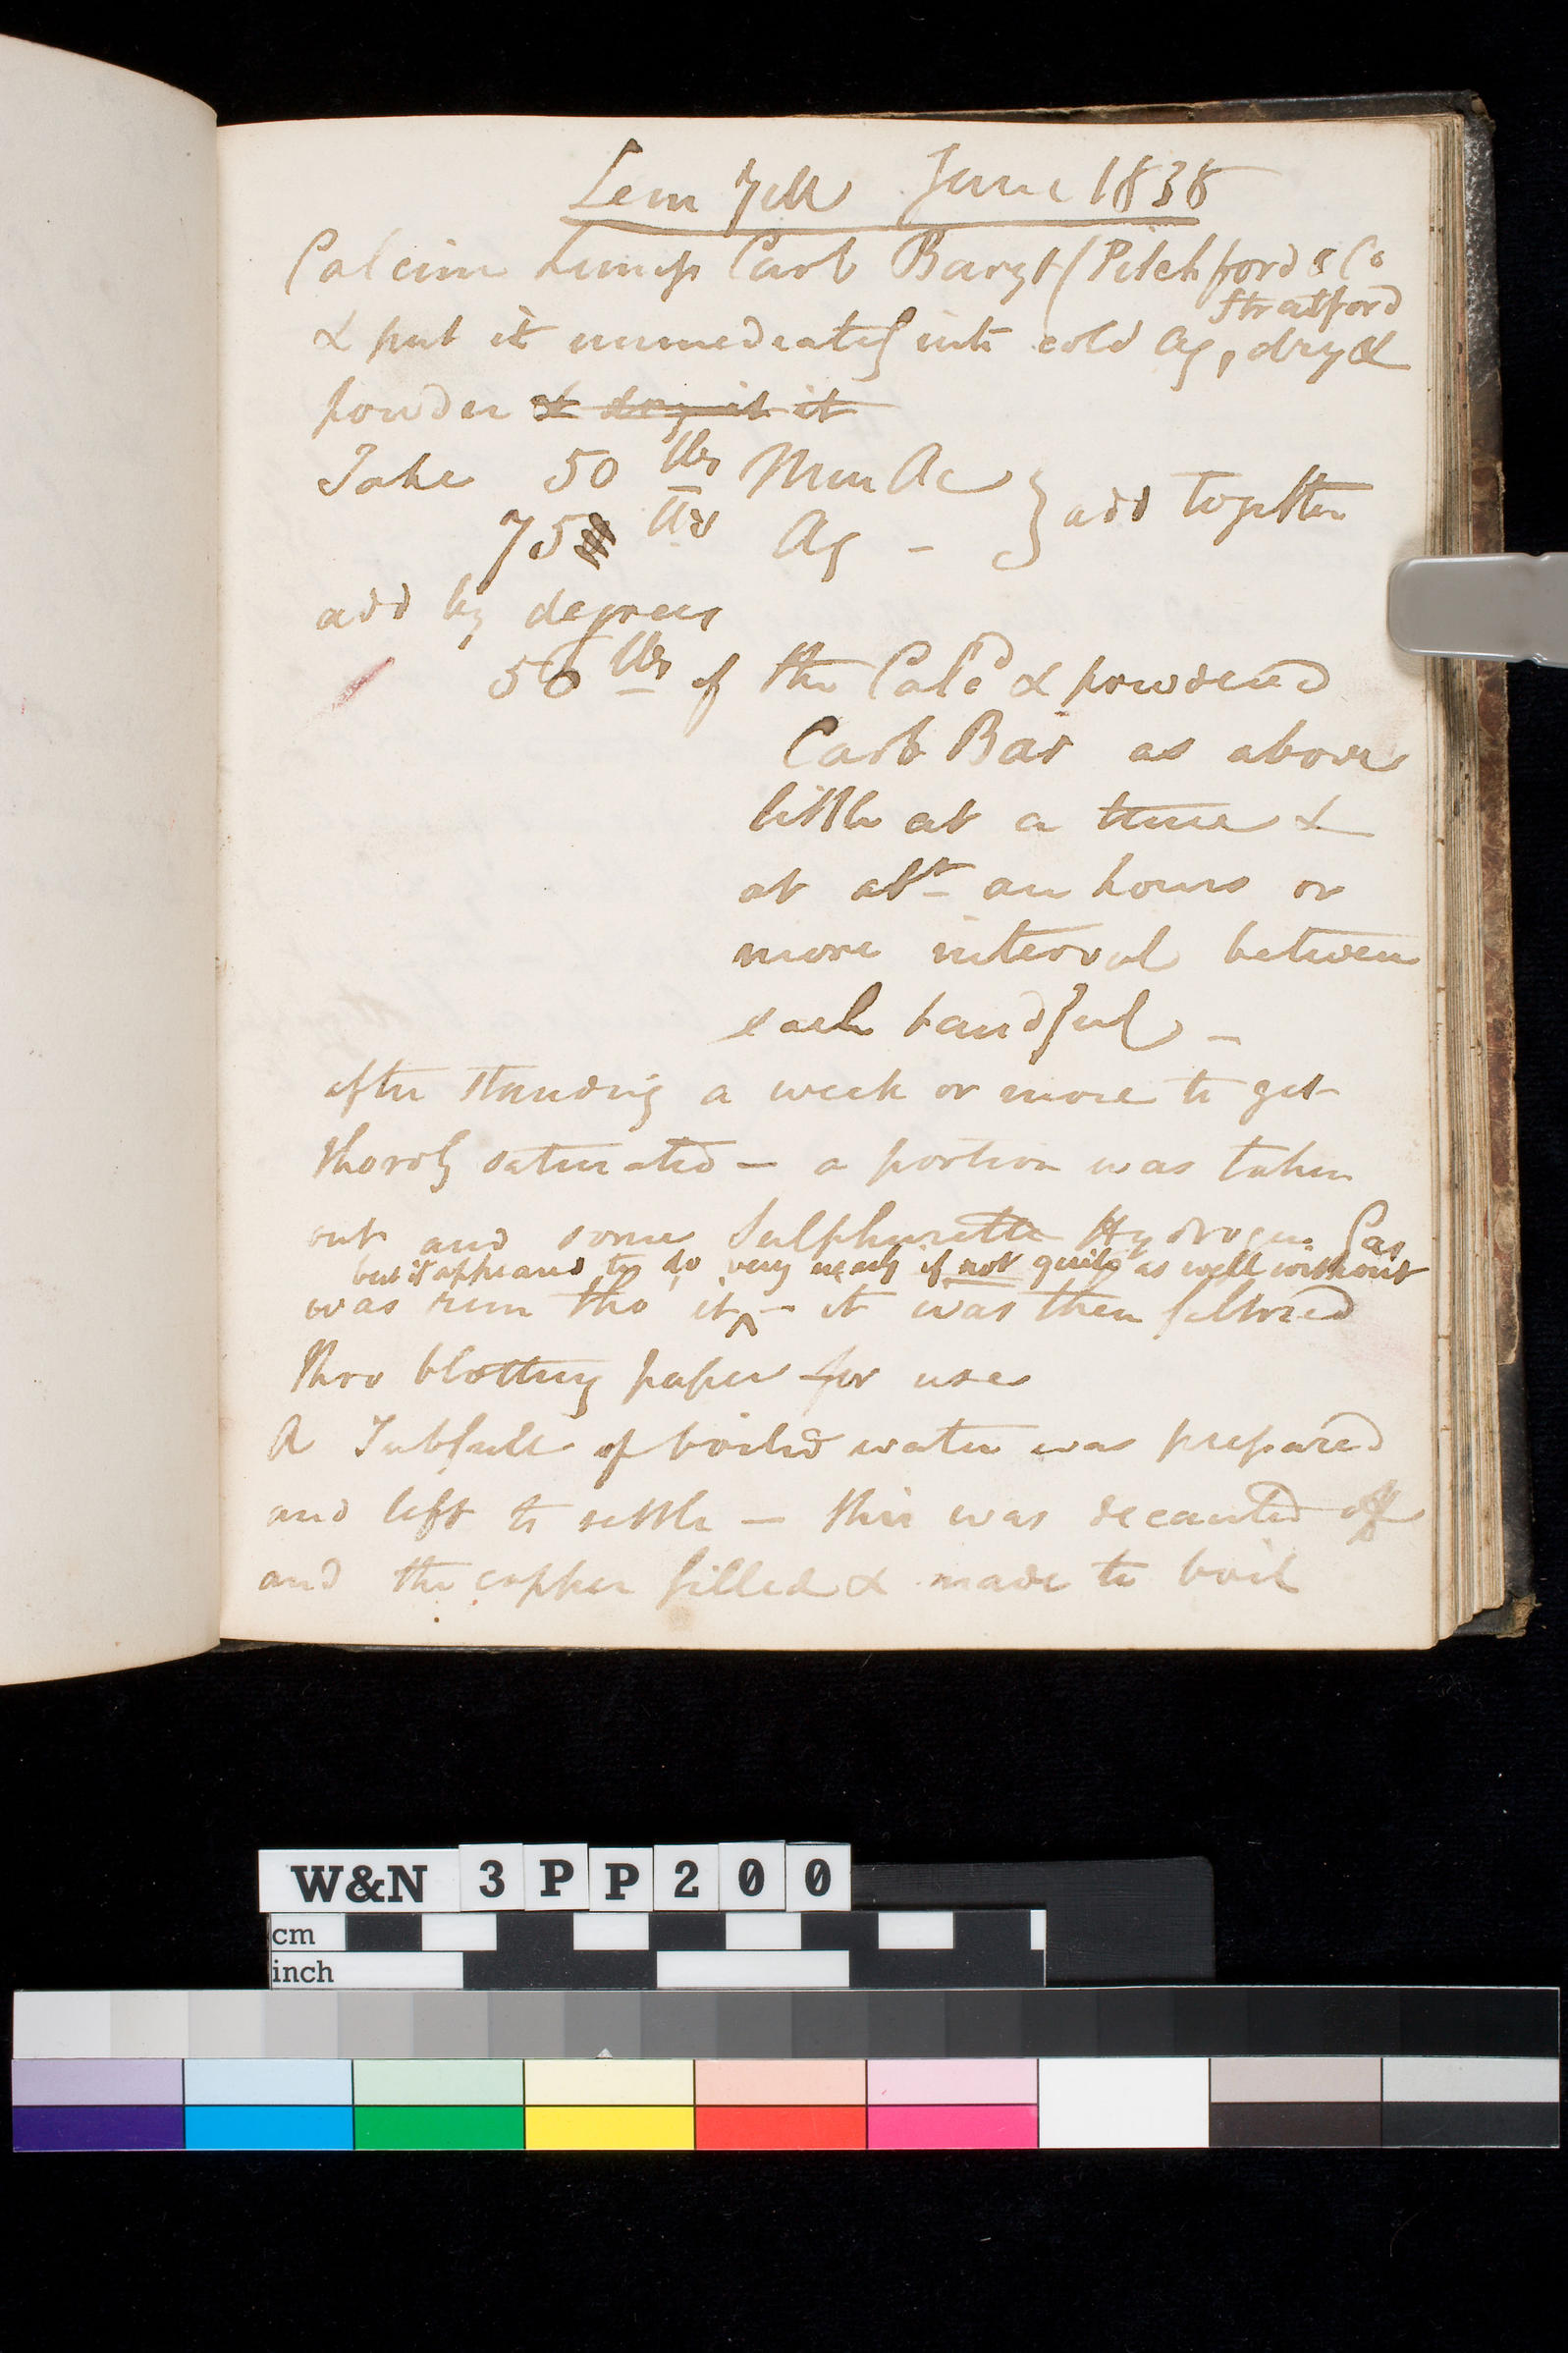 Lem Yell June 1838
Calcine Lumps Carb Baryt (Pitchford & Co
Stratford
& put it immediately into cold Aq, dry &
powder & dry it it
Take 50 lbs Mur Ac } add together
75 lbs Aq -
add by degrees
56 lbs of the Calcd & powdered
Carb Bar as above
little at a time &
at abt an hours or
more interval between
each handful -
after standing a week or more to get
thoroly saturated - a portion was taken
out and some Sulphurette Hydrogen Gas
but it appears to do very nearly if not quite as well without
was run thro it ^ - it was then filtered
thro blotting paper for use
A Tubfull of boiled water was prepared
and left to settle - this was decanted off
and the copper filled & made to boil
W&N 3PP200
cm
inch